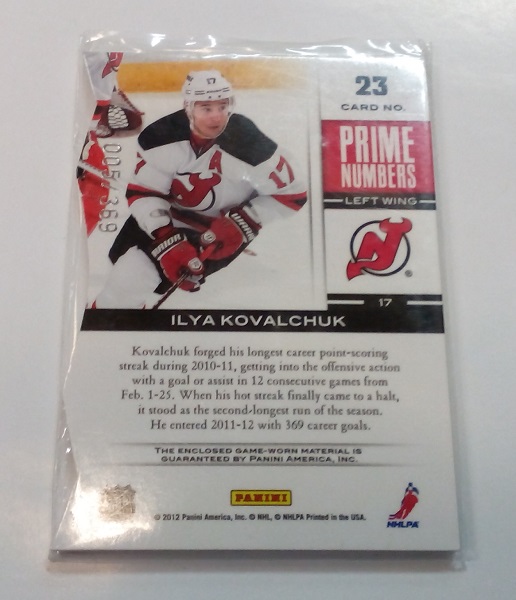 23
CARD NO.
PRIME
NUMBERS
LEFT WING
17
005/369
17
17
A
ILYA KOVALCHUK
Kovalchuk forged his longest career point-scoring
streak during 2010-11, getting into the offensive action
with a goal or assist in 12 consecutive games from
Feb. 1-25. When his hot streak finally came to a halt,
it stood as the second-longest run of the season.
He entered 2011-12 with 369 career goals.
THE ENCLOSED GAME-WORN MATERIAL IS
GUARANTEED BY PANINI AMERICA, INC.
PANINI
© 2012 Panini America, Inc. © NHL, © NHLPA Printed in the USA.
NHLPA